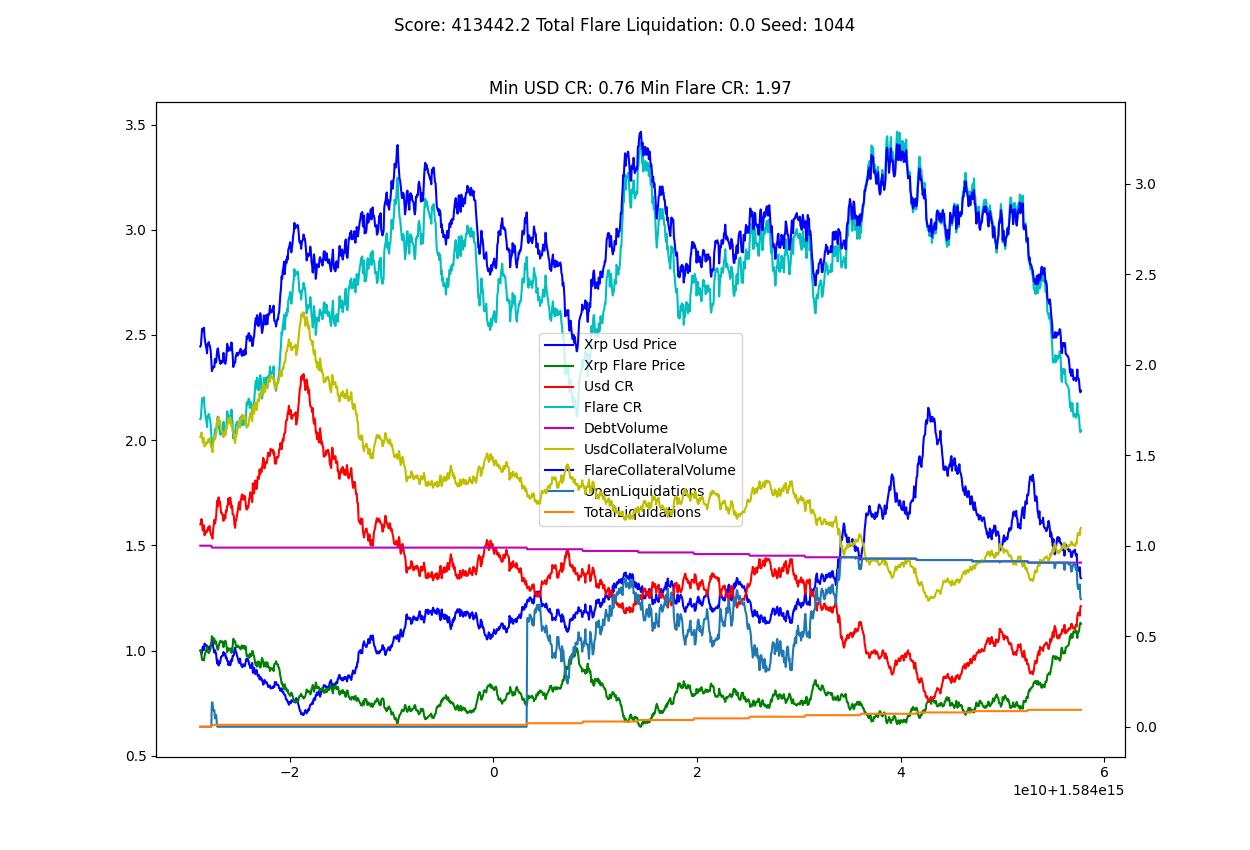 Score: 413442.2 Total Flare Liquidation: 0.0 Seed: 1044
Min USD CR: 0.76 Min Flare CR: 1.97
3.5
3.0
2.5
2.0
1.5
1.0
0.5
Xrp Usd Price
Xrp Flare Price
Usd CR
Flare CR
DebtVolume
UsdCollateralVolume
FlareCollateralVolume
OpenLiquidations
TotalLiquidations
3.0
2.5
2.0
1.5
1.0
0.5
0.0
−2
0
2
4
6
1e10+1.584e15